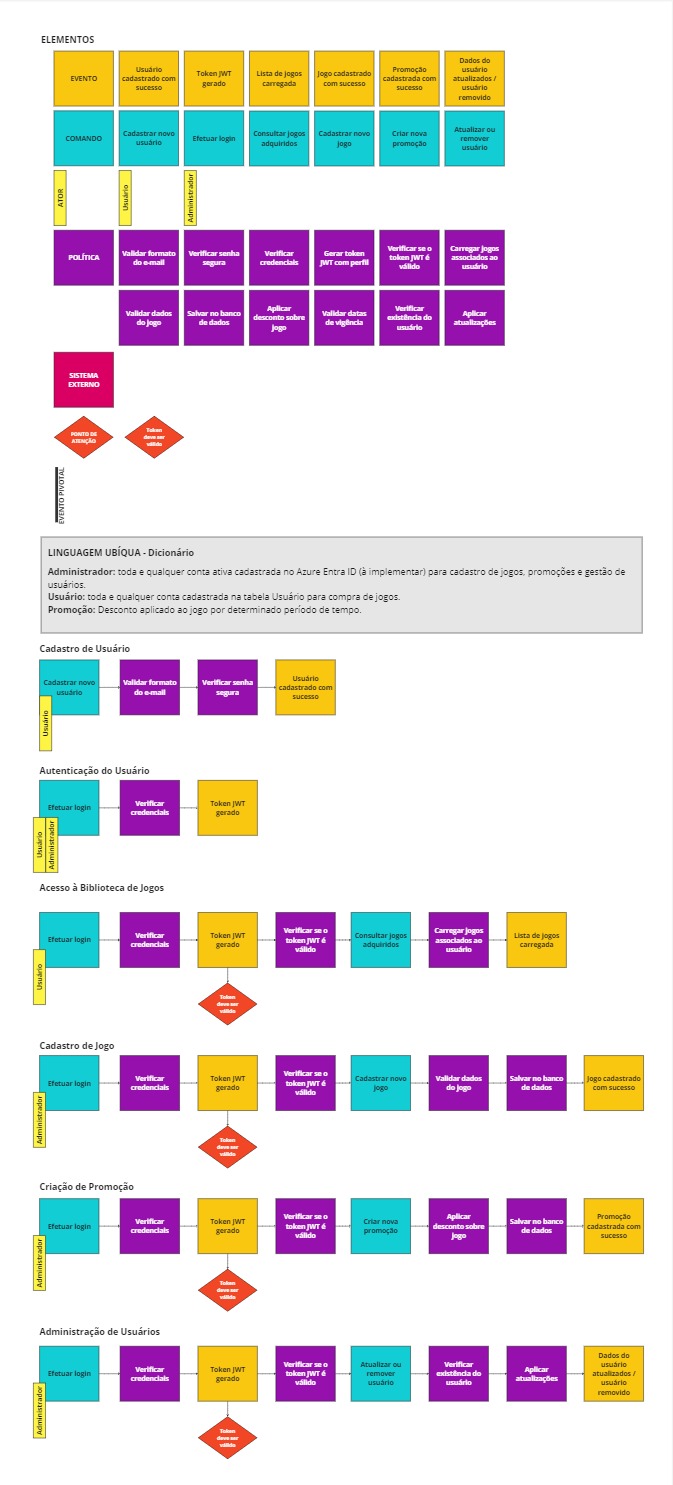 ELEMENTOS
EVENTO
Usuário
cadastrado com
sucesso
Token JWT
gerado
Lista de jogos
carregada
Jogo cadastrado
com sucesso
Promoção
cadastrada com
sucesso
Dados do
usuário
atualizados /
usuário
removido
COMANDO
Cadastrar novo
usuário
Efetuar login
Consultar jogos
adquiridos
Cadastrar novo
jogo
Criar nova
promoção
Atualizar ou
remover
usuário
ATOR
Usuário
Administrador
POLÍTICA
Validar formato
do e-mail
Verificar senha
segura
Verificar
credenciais
Gerar token
JWT com perfil
Verificar se o
token JWT é
válido
Carregar jogos
associados ao
usuário
Validar dados
do jogo
Salvar no banco
de dados
Aplicar
desconto sobre
jogo
Validar datas
de vigência
Verificar
existência do
usuário
Aplicar
atualizações
SISTEMA
EXTERNO
PONTO DE
ATENÇÃO
Token
deve ser
válido
EVENTO PIVOTAL
LINGUAGEM UBÍQUA - Dicionário
Administrador: toda e qualquer conta ativa cadastrada no Azure Entra ID (à implementar) para cadastro de jogos, promoções e gestão de
usuários.
Usuário: toda e qualquer conta cadastrada na tabela Usuário para compra de jogos.
Promoção: Desconto aplicado ao jogo por determinado período de tempo.
Cadastro de Usuário
Cadastrar novo
usuário
Usuário
Validar formato
do e-mail
Verificar senha
segura
Usuário
cadastrado com
sucesso
Autenticação do Usuário
Efetuar login
Usuário
Administrador
Verificar
credenciais
Token JWT
gerado
Acesso à Biblioteca de Jogos
Efetuar login
Usuário
Verificar
credenciais
Token JWT
gerado
Token
deve ser
válido
Verificar se o
token JWT é
válido
Consultar jogos
adquiridos
Carregar jogos
associados ao
usuário
Lista de jogos
carregada
Cadastro de Jogo
Efetuar login
Administrador
Verificar
credenciais
Token JWT
gerado
Token
deve ser
válido
Verificar se o
token JWT é
válido
Cadastrar novo
jogo
Validar dados
do jogo
Salvar no banco
de dados
Jogo cadastrado
com sucesso
Criação de Promoção
Efetuar login
Administrador
Verificar
credenciais
Token JWT
gerado
Token
deve ser
válido
Verificar se o
token JWT é
válido
Criar nova
promoção
Aplicar
desconto sobre
jogo
Salvar no banco
de dados
Promoção
cadastrada com
sucesso
Administração de Usuários
Efetuar login
Administrador
Verificar
credenciais
Token JWT
gerado
Token
deve ser
válido
Verificar se o
token JWT é
válido
Atualizar ou
remover
usuário
Verificar
existência do
usuário
Aplicar
atualizações
Dados do
usuário
atualizados /
usuário
removido